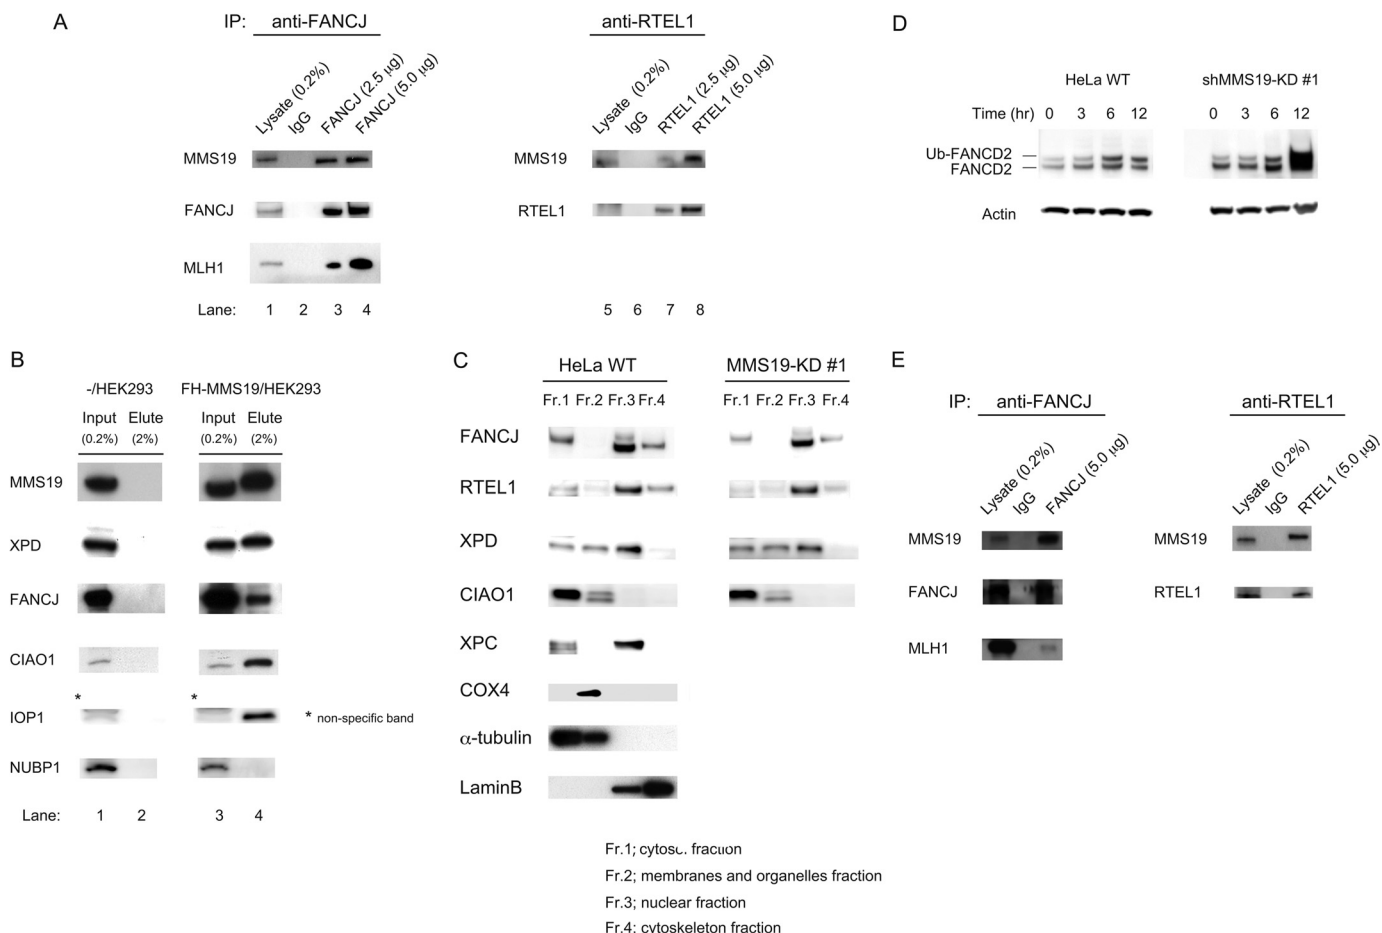 A
IP: anti-FANCJ anti-RTEL1
Lysate (0.2%) IgG FANCJ (2.5 µg) FANCJ (5.0 µg)
Lysate (0.2%) IgG RTEL1 (2.5 µg) RTEL1 (5.0 µg)
MMS19 MMS19
FANCJ RTEL1
MLH1
Lane: 1 2 3 4 5 6 7 8
D
HeLa WT shMMS19-KD #1
Time (hr) 0 3 6 12 0 3 6 12
Ub-FANCD2
FANCD2
Actin
B
-/HEK293 FH-MMS19/HEK293
Input Elute Input Elute
(0.2%) (2%) (0.2%) (2%)
MMS19
XPD
FANCJ
CIAO1
* *
IOP1 * non-specific band
NUBP1
Lane: 1 2 3 4
C
HeLa WT MMS19-KD #1
Fr.1 Fr.2 Fr.3 Fr.4 Fr.1 Fr.2 Fr.3 Fr.4
FANCJ
RTEL1
XPD
CIAO1
XPC
COX4
α-tubulin
LaminB
Fr.1; fraction
Fr.2; membranes and organelles fraction
Fr.3; nuclear fraction
Fr.4; cytoskeleton fraction
E
IP: anti-FANCJ anti-RTEL1
Lysate (0.2%) IgG FANCJ (5.0 µg)
Lysate (0.2%) IgG RTEL1 (5.0 µg)
MMS19 MMS19
FANCJ RTEL1
MLH1